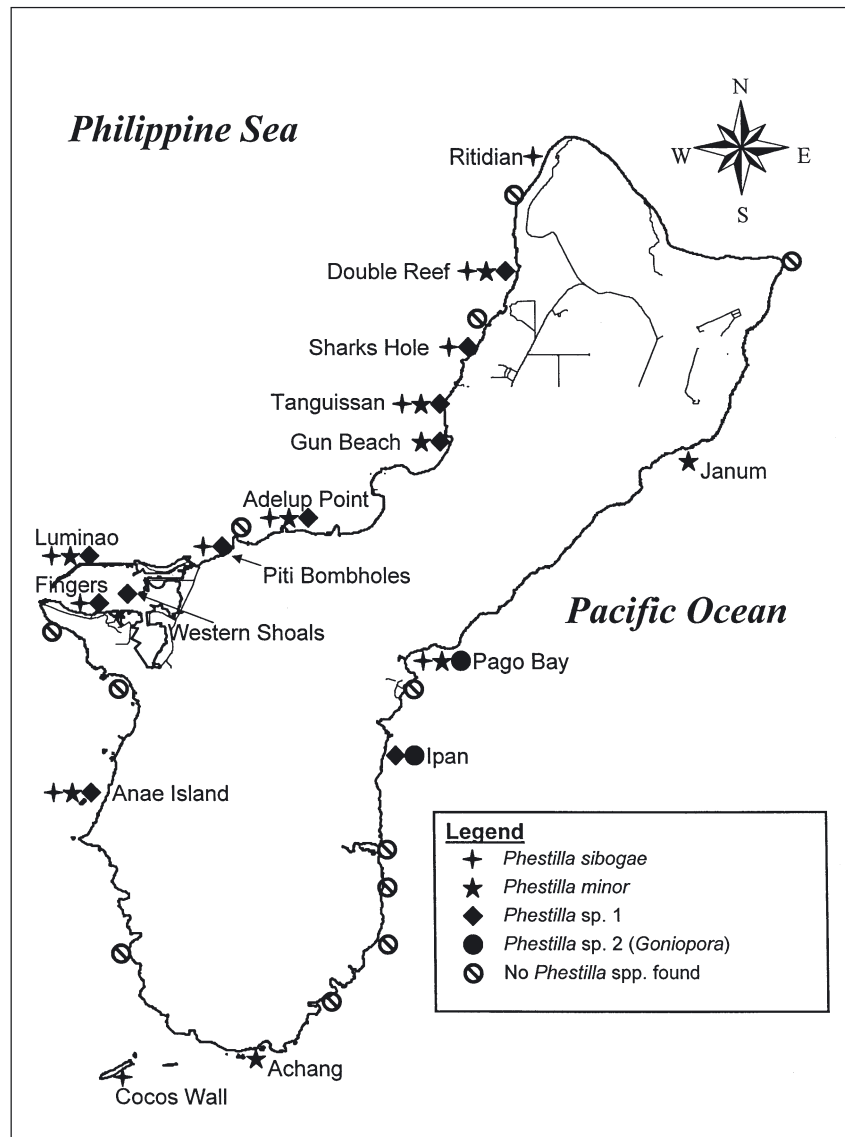 N
Philippine Sea
Ritidian
W
E
S
Double Reef
Sharks Hole
Tanguissan
Gun Beach
Janum
Adelup Point
Luminao
Piti Bombholes
Fingers
Pacific Ocean
Western Shoals
Pago Bay
Ipan
Anae Island
Legend
Phestilla sibogae
Phestilla minor
Phestilla sp. 1
Phestilla sp. 2 (Goniopora)
No Phestilla spp. found
Achang
Cocos Wall